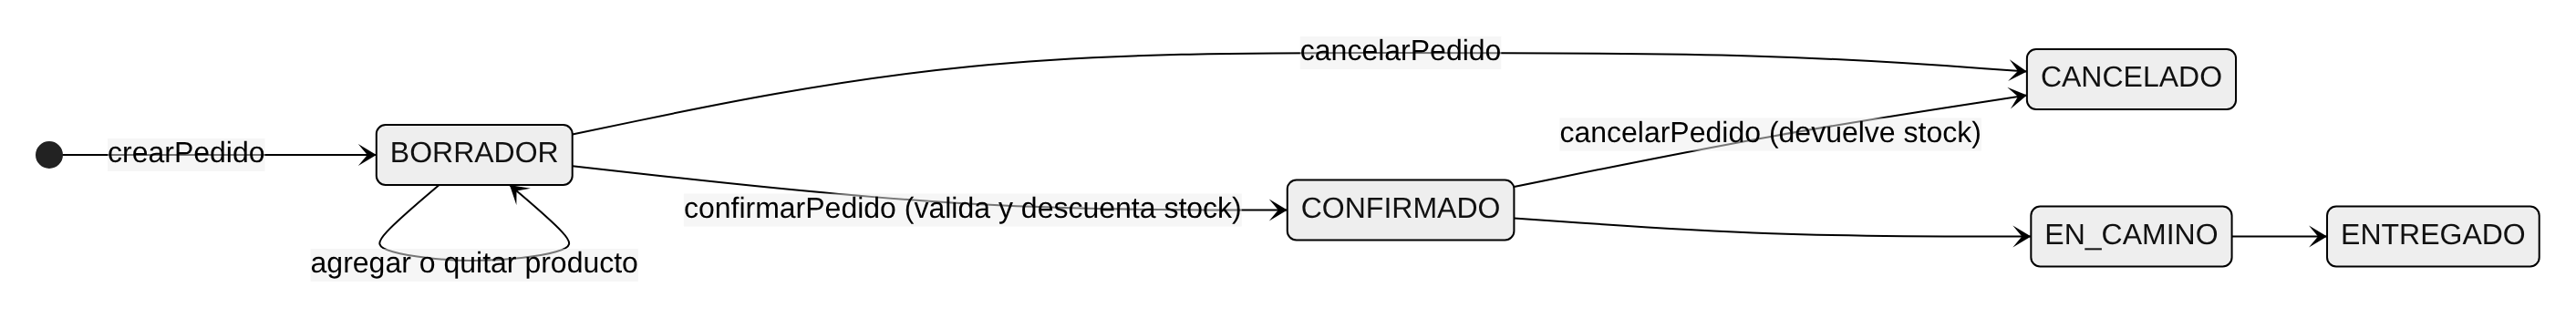 cancelarPedido
CANCELADO
cancelarPedido (devuelve stock)
crearPedido
BORRADOR
confirmarPedido (valida y descuenta stock)
CONFIRMADO
EN_CAMINO
ENTREGADO
agregar o quitar producto